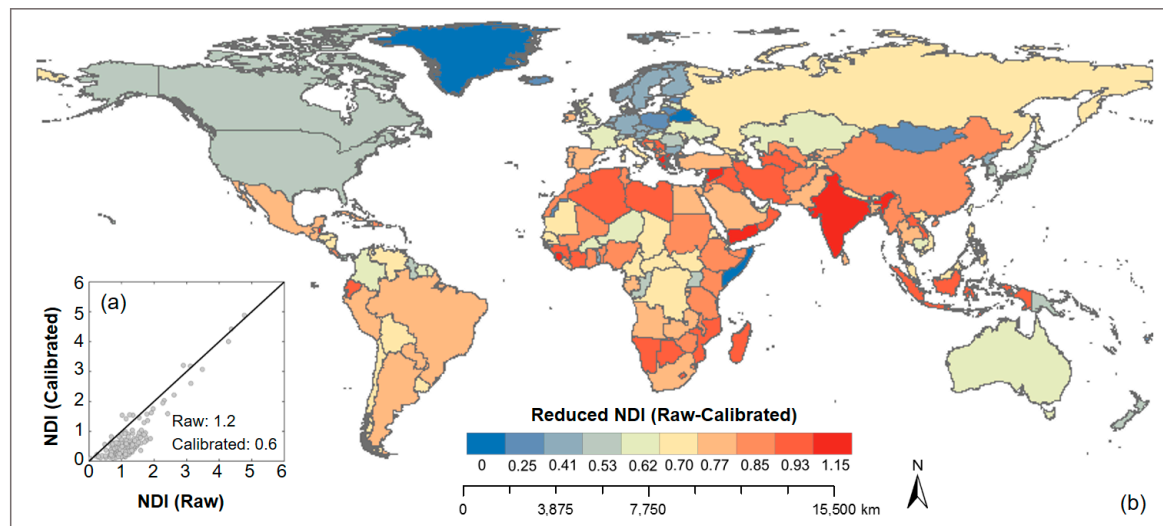 (a)
6
5
4
3
2
1
0
NDI (Calibrated)
Raw: 1.2
Calibrated: 0.6
0 1 2 3 4 5 6
NDI (Raw)
Reduced NDI (Raw-Calibrated)
0 0.25 0.41 0.53 0.62 0.70 0.77 0.85 0.93 1.15
0 3,875 7,750 15,500 km
N
(b)